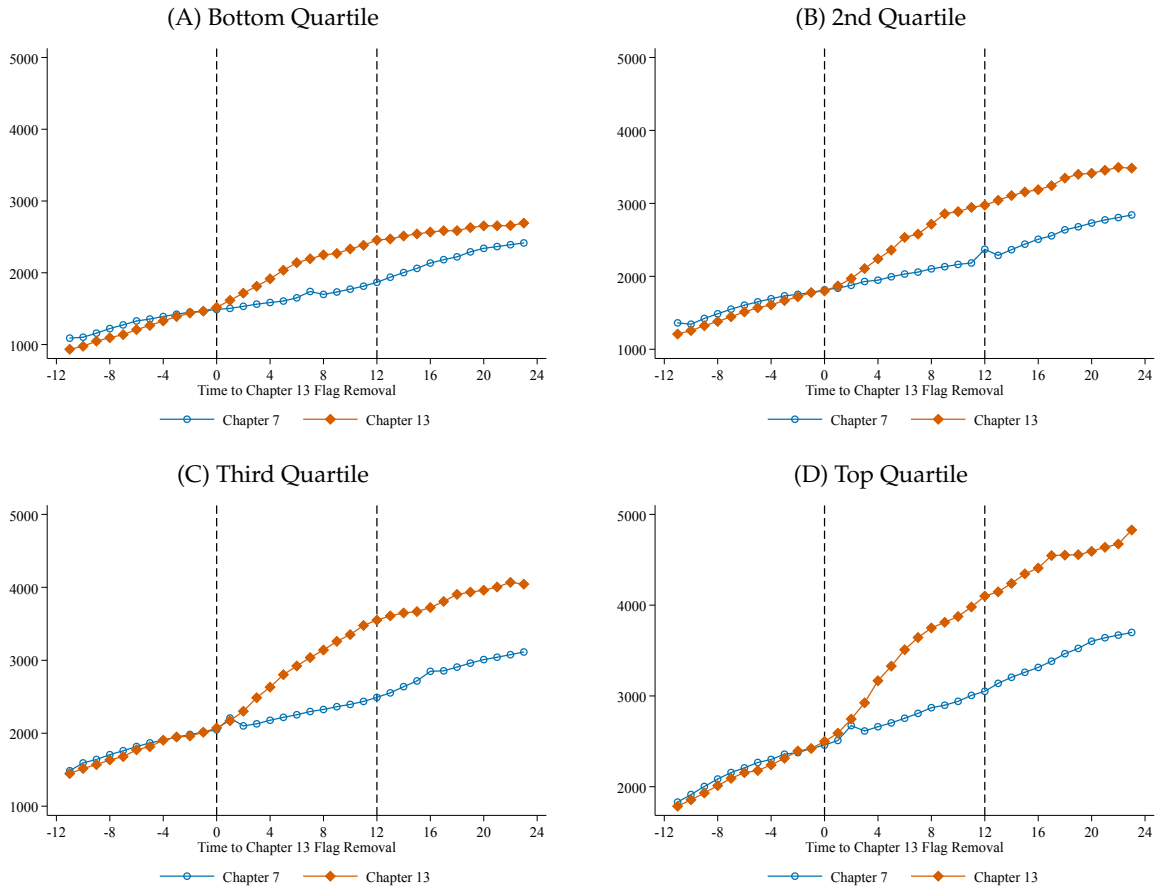 (A) Bottom Quartile
5000
4000
3000
2000
1000
-12 -8 -4 0 4 8 12 16 20 24
Time to Chapter 13 Flag Removal
Chapter 7 Chapter 13
(B) 2nd Quartile
5000
4000
3000
2000
1000
-12 -8 -4 0 4 8 12 16 20 24
Time to Chapter 13 Flag Removal
Chapter 7 Chapter 13
(C) Third Quartile
5000
4000
3000
2000
1000
-12 -8 -4 0 4 8 12 16 20 24
Time to Chapter 13 Flag Removal
Chapter 7 Chapter 13
(D) Top Quartile
5000
4000
3000
2000
-12 -8 -4 0 4 8 12 16 20 24
Time to Chapter 13 Flag Removal
Chapter 7 Chapter 13